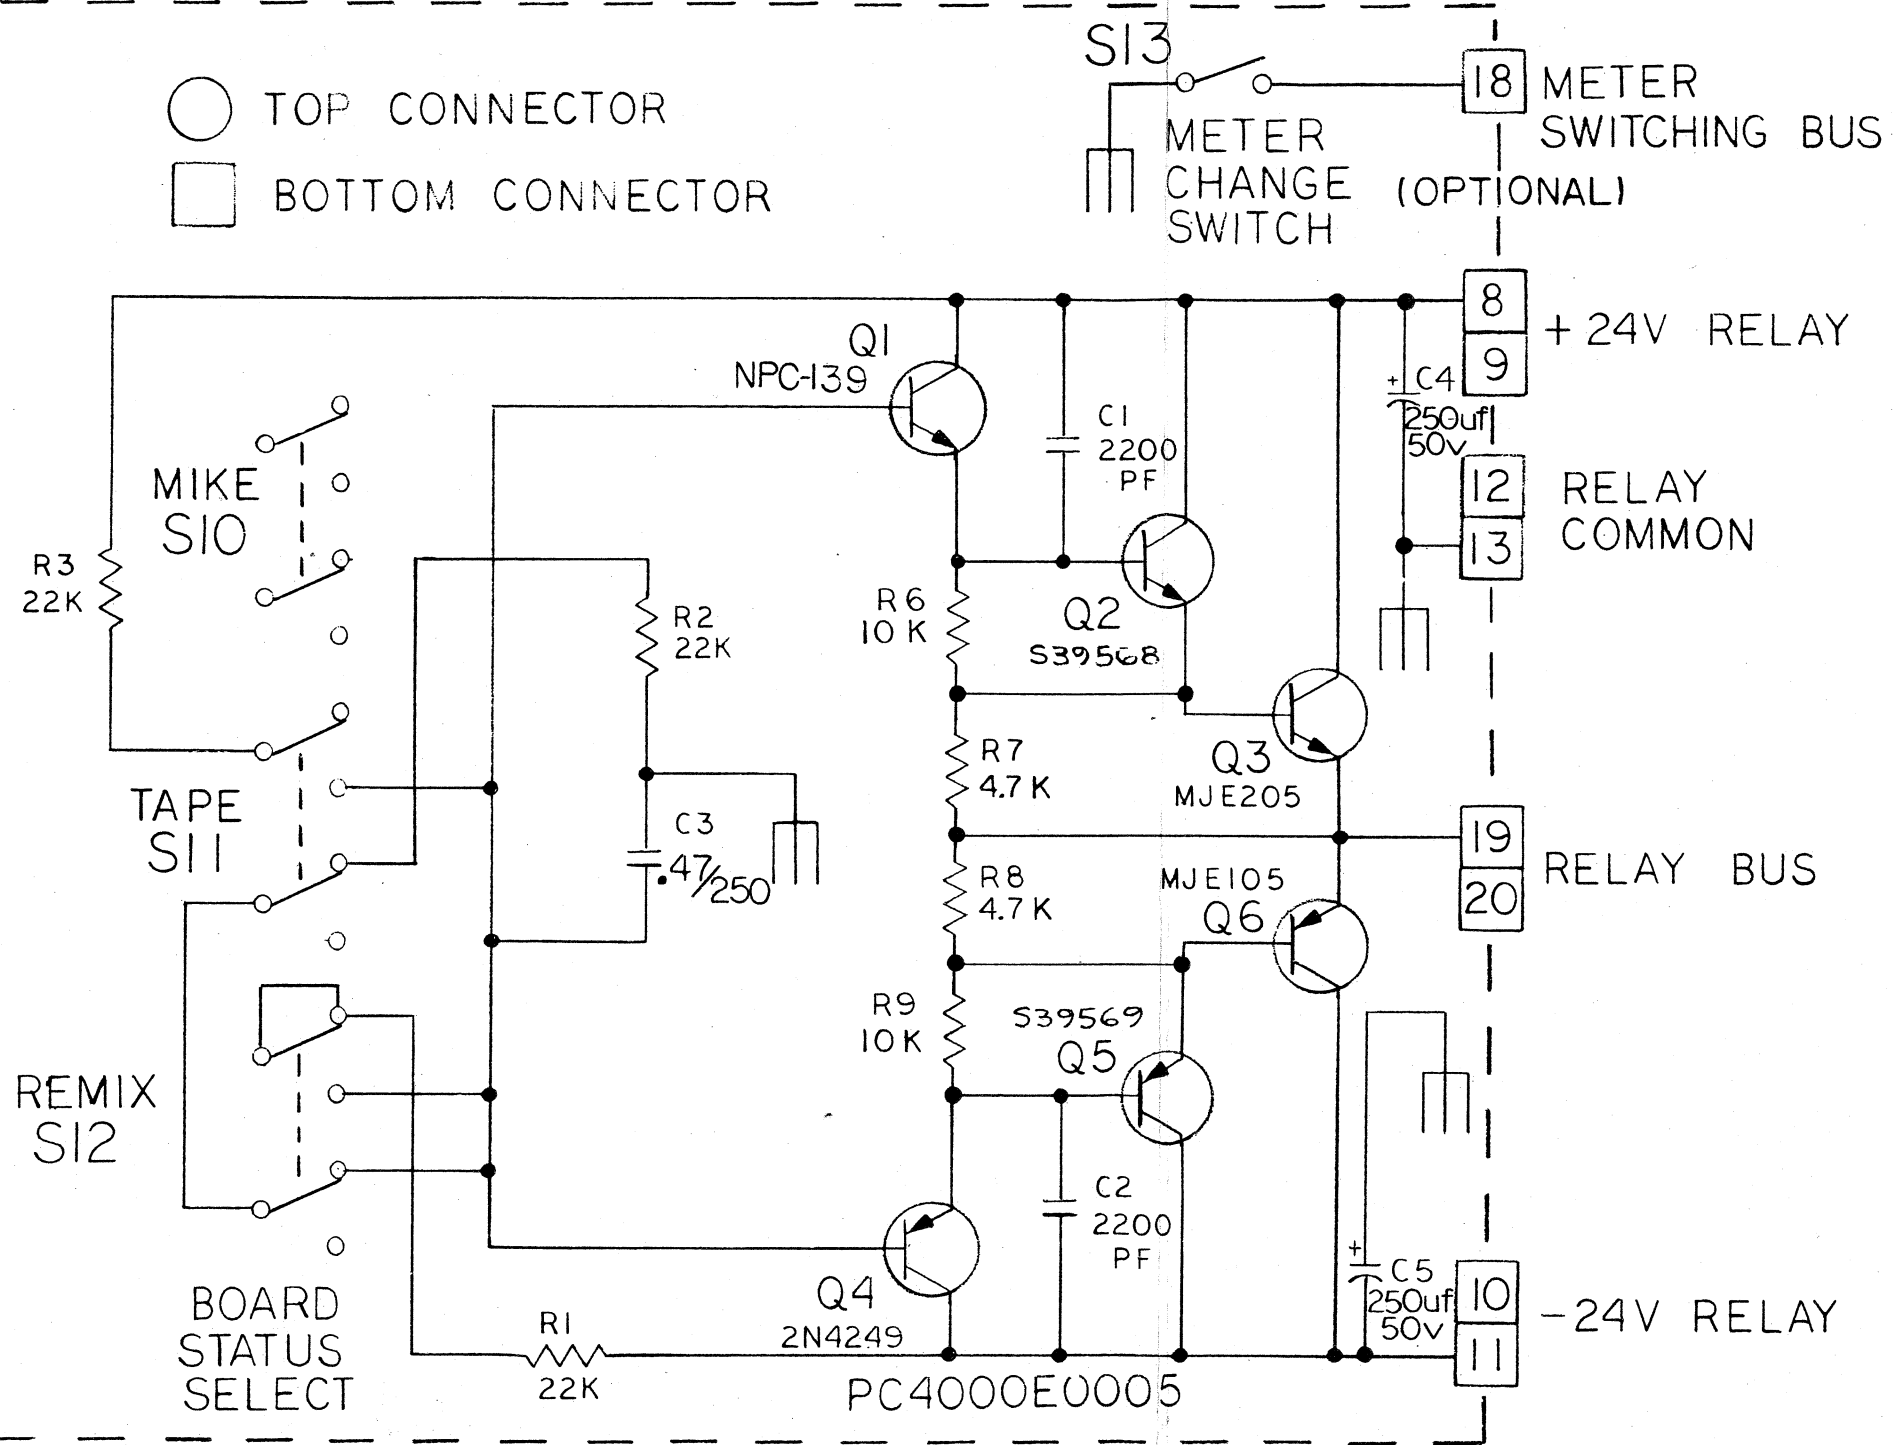 S13
18 METER
SWITCHING BUS
TOP CONNECTOR
BOTTOM CONNECTOR
METER
CHANGE
SWITCH
(OPTIONAL)
8
9
+24V RELAY
Q1
NPC-139
+ C4
250uf
50v
C1
2200
PF
12
13
RELAY
COMMON
MIKE
S10
R3
22K
R2
22K
R6
10K
Q2
S39568
R7
4.7K
Q3
MJE205
TAPE
S11
C3
.47/250
19
20
RELAY BUS
R8
4.7K
MJE105
Q6
R9
10K
S39569
Q5
REMIX
S12
C2
2200
PF
+ C5
250uf
50v
10
11
-24V RELAY
Q4
2N4249
BOARD
STATUS
SELECT
R1
22K
PC4000E0005